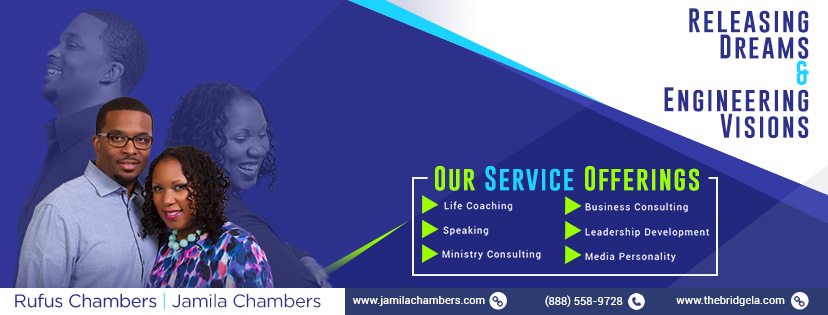 RELEASING
DREAMS
&
ENGINEERING
VISIONS
OUR SERVICE OFFERINGS
Life Coaching
Business Consulting
Speaking
Leadership Development
Ministry Consulting
Media Personality
Rufus Chambers | Jamila Chambers
www.jamilachambers.com
(888) 558-9728
www.thebridgela.com